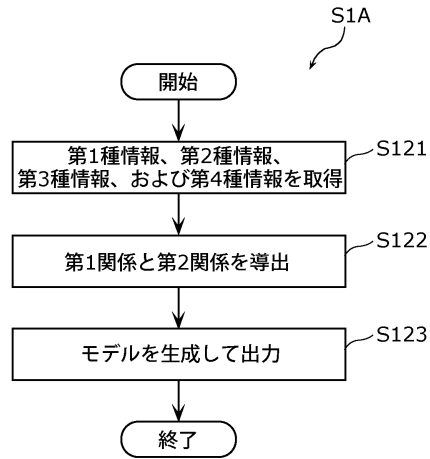 S1A
開始
第1種情報、第2種情報、
第3種情報、および第4種情報を取得
S121
第1関係と第2関係を導出
S122
モデルを生成して出力
S123
終了